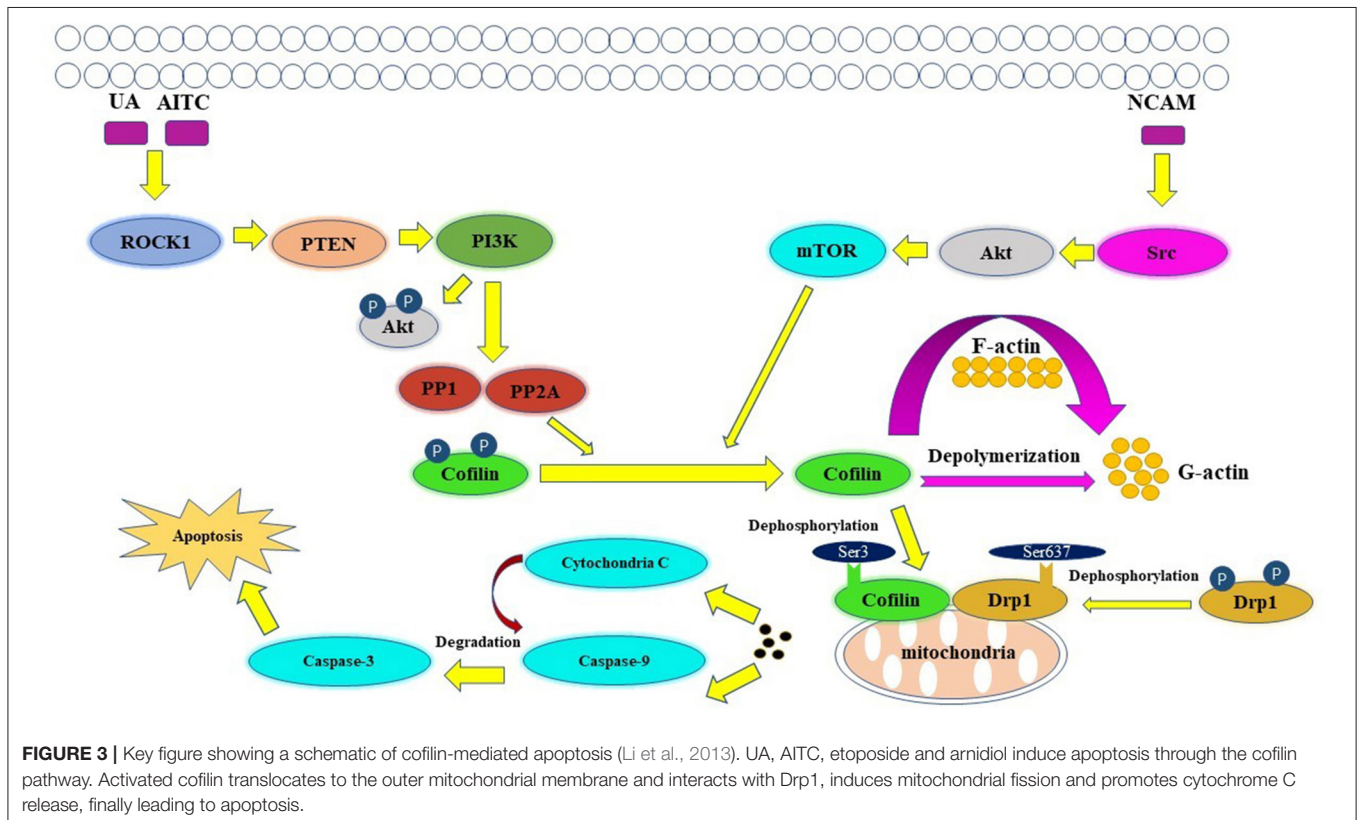 UA AITC
NCAM
ROCK1
PTEN
PI3K
mTOR
Akt
Src
P P
Akt
F-actin
PP1
PP2A
P P
Cofilin
Cofilin
Depolymerization
G-actin
Apoptosis
Dephosphorylation
Ser3
Ser637
Cytochondria C
Dephosphorylation
P P
Cofilin
Drp1
Drp1
Degradation
mitochondria
Caspase-3
Caspase-9
FIGURE 3 | Key figure showing a schematic of cofilin-mediated apoptosis (Li et al., 2013). UA, AITC, etoposide and arnidiol induce apoptosis through the cofilin
pathway. Activated cofilin translocates to the outer mitochondrial membrane and interacts with Drp1, induces mitochondrial fission and promotes cytochrome C
release, finally leading to apoptosis.